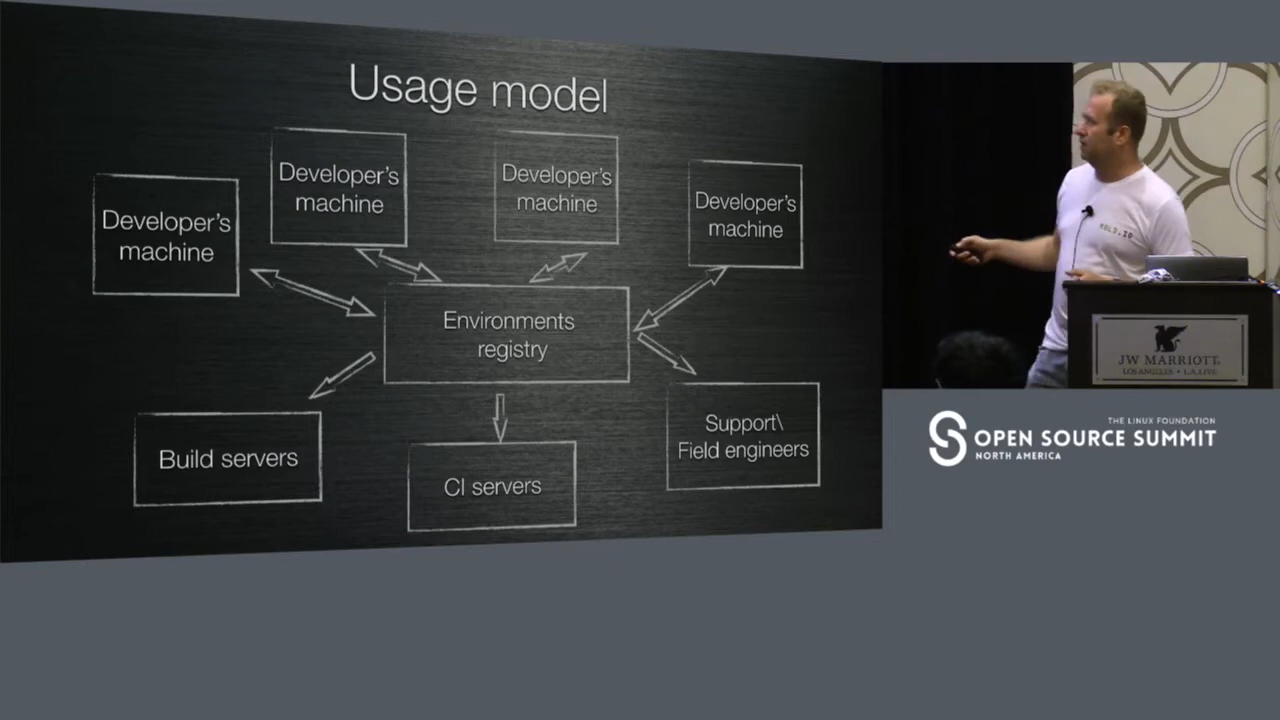 Usage model
Developer's
machine
Developer's
machine
Developer's
machine
Developer's
machine
Environments
registry
Build servers
CI servers
Support\
Field engineers
JW MARRIOTT
LOS ANGELES • L.A. LIVE
THE LINUX FOUNDATION
OPEN SOURCE SUMMIT
NORTH AMERICA